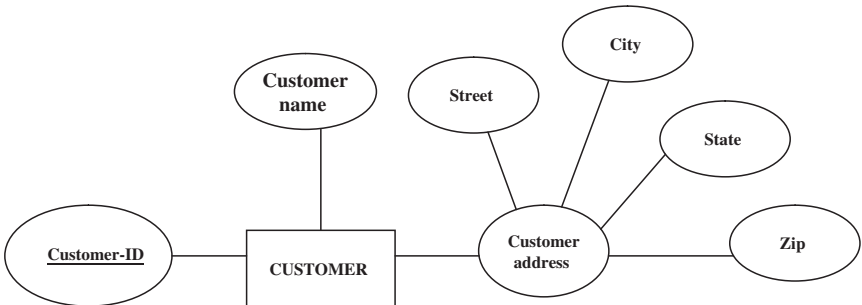 City
Customer
name
Street
State
Customer-ID
CUSTOMER
Customer
address
Zip